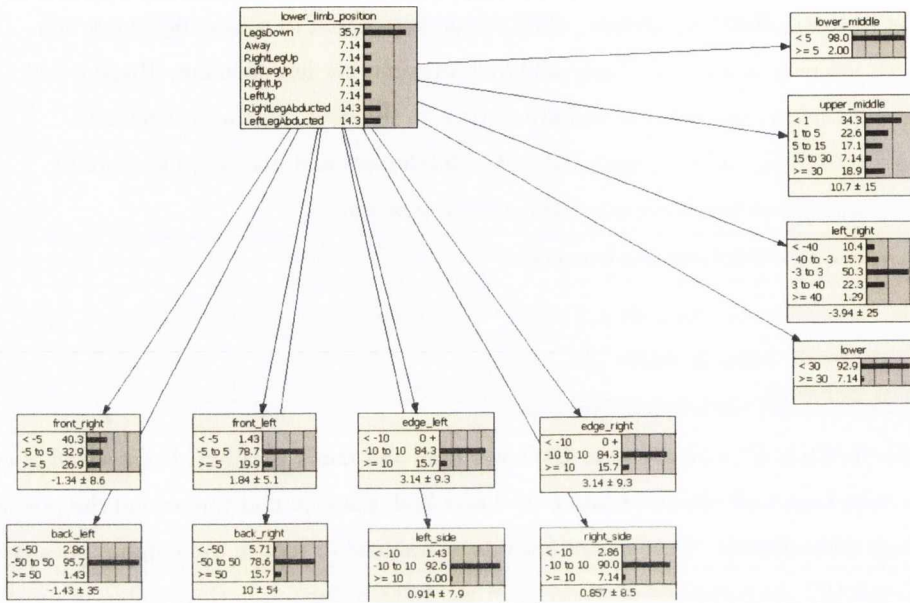 lower_limb_position
LegsDown 35.7
Away 7.14
RightLegUp 7.14
LeftLegUp 7.14
RightUp 7.14
LeftUp 7.14
RightLegAbducted 14.3
LeftLegAbducted 14.3
lower_middle
< 5 98.0
>= 5 2.00
upper_middle
< 1 34.3
1 to 5 22.6
5 to 15 17.1
15 to 30 7.14
>= 30 18.9
10.7 ± 15
left_right
< -40 10.4
-40 to -3 15.7
-3 to 3 50.3
3 to 40 22.3
>= 40 1.29
-3.94 ± 25
lower
< 30 92.9
>= 30 7.14
front_right
< -5 40.3
-5 to 5 32.9
>= 5 26.9
-1.34 ± 8.6
front_left
< -5 1.43
-5 to 5 78.7
>= 5 19.9
1.84 ± 5.1
edge_left
< -10 0 +
-10 to 10 84.3
>= 10 15.7
3.14 ± 9.3
edge_right
< -10 0 +
-10 to 10 84.3
>= 10 15.7
3.14 ± 9.3
back_left
< -50 2.86
-50 to 50 95.7
>= 50 1.43
-1.43 ± 35
back_right
< -50 5.71
-50 to 50 78.6
>= 50 15.7
10 ± 54
left_side
< -10 1.43
-10 to 10 92.6
>= 10 6.00
0.914 ± 7.9
right_side
< -10 2.86
-10 to 10 90.0
>= 10 7.14
0.857 ± 8.5